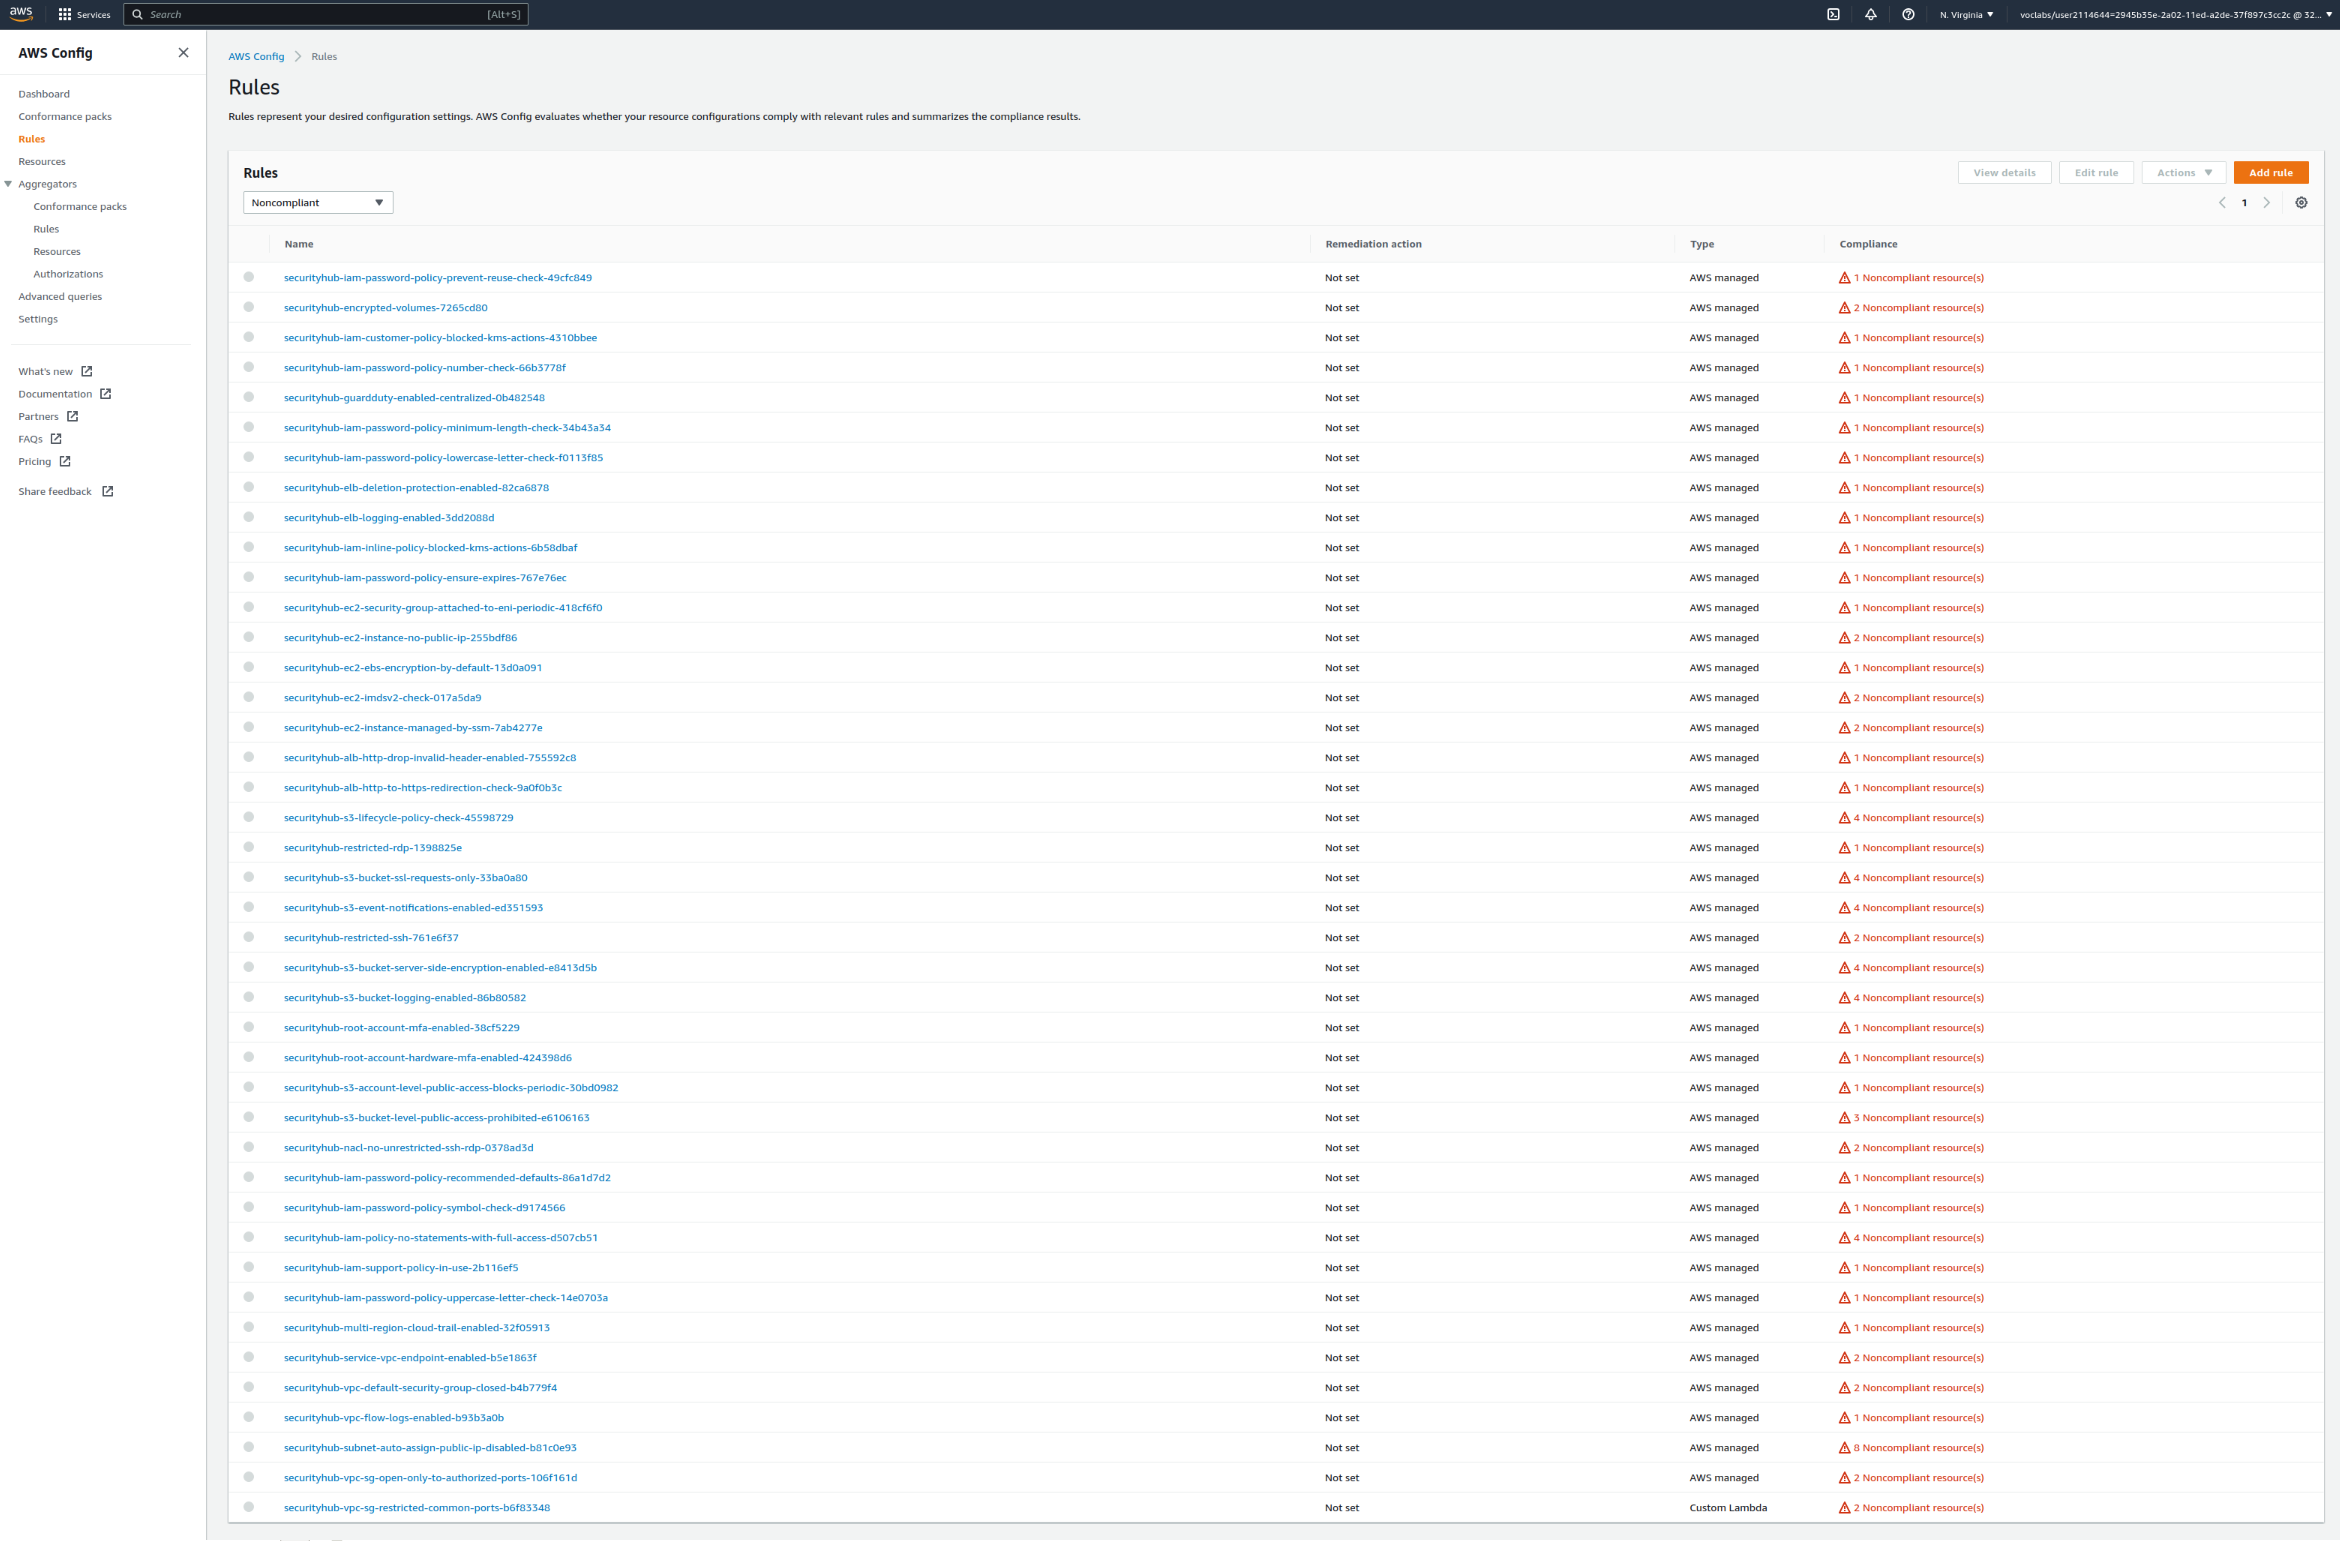 aws
Services
Search [Alt+S]
N. Virginia
voclabs/user2114644=2945b35e-2a02-11ed-a2de-37f897c3cc2c @ 32...
AWS Config
Dashboard
Conformance packs
Rules
Resources
Aggregators
Conformance packs
Rules
Resources
Authorizations
Advanced queries
Settings
What's new
Documentation
Partners
FAQs
Pricing
Share feedback
AWS Config > Rules
Rules
Rules represent your desired configuration settings. AWS Config evaluates whether your resource configurations comply with relevant rules and summarizes the compliance results.
Rules
View details Edit rule Actions Add rule
Noncompliant
1
Name Remediation action Type Compliance
securityhub-iam-password-policy-prevent-reuse-check-49cfc849 Not set AWS managed 1 Noncompliant resource(s)
securityhub-encrypted-volumes-7265cd80 Not set AWS managed 2 Noncompliant resource(s)
securityhub-iam-customer-policy-blocked-kms-actions-4310bbee Not set AWS managed 1 Noncompliant resource(s)
securityhub-iam-password-policy-number-check-66b3778f Not set AWS managed 1 Noncompliant resource(s)
securityhub-guardduty-enabled-centralized-0b482548 Not set AWS managed 1 Noncompliant resource(s)
securityhub-iam-password-policy-minimum-length-check-34b43a34 Not set AWS managed 1 Noncompliant resource(s)
securityhub-iam-password-policy-lowercase-letter-check-f0113f85 Not set AWS managed 1 Noncompliant resource(s)
securityhub-elb-deletion-protection-enabled-82ca6878 Not set AWS managed 1 Noncompliant resource(s)
securityhub-elb-logging-enabled-3dd2088d Not set AWS managed 1 Noncompliant resource(s)
securityhub-iam-inline-policy-blocked-kms-actions-6b58dbaf Not set AWS managed 1 Noncompliant resource(s)
securityhub-iam-password-policy-ensure-expires-767e76ec Not set AWS managed 1 Noncompliant resource(s)
securityhub-ec2-security-group-attached-to-eni-periodic-418cf6f0 Not set AWS managed 1 Noncompliant resource(s)
securityhub-ec2-instance-no-public-ip-255bdf86 Not set AWS managed 2 Noncompliant resource(s)
securityhub-ec2-ebs-encryption-by-default-13d0a091 Not set AWS managed 1 Noncompliant resource(s)
securityhub-ec2-imdsv2-check-017a5da9 Not set AWS managed 2 Noncompliant resource(s)
securityhub-ec2-instance-managed-by-ssm-7ab4277e Not set AWS managed 2 Noncompliant resource(s)
securityhub-alb-http-drop-invalid-header-enabled-755592c8 Not set AWS managed 1 Noncompliant resource(s)
securityhub-alb-http-to-https-redirection-check-9a0f0b3c Not set AWS managed 1 Noncompliant resource(s)
securityhub-s3-lifecycle-policy-check-45598729 Not set AWS managed 4 Noncompliant resource(s)
securityhub-restricted-rdp-1398825e Not set AWS managed 1 Noncompliant resource(s)
securityhub-s3-bucket-ssl-requests-only-33ba0a80 Not set AWS managed 4 Noncompliant resource(s)
securityhub-s3-event-notifications-enabled-ed351593 Not set AWS managed 4 Noncompliant resource(s)
securityhub-restricted-ssh-761e6f37 Not set AWS managed 2 Noncompliant resource(s)
securityhub-s3-bucket-server-side-encryption-enabled-e8413d5b Not set AWS managed 4 Noncompliant resource(s)
securityhub-s3-bucket-logging-enabled-86b80582 Not set AWS managed 4 Noncompliant resource(s)
securityhub-root-account-mfa-enabled-38cf5229 Not set AWS managed 1 Noncompliant resource(s)
securityhub-root-account-hardware-mfa-enabled-424398d6 Not set AWS managed 1 Noncompliant resource(s)
securityhub-s3-account-level-public-access-blocks-periodic-30bd0982 Not set AWS managed 1 Noncompliant resource(s)
securityhub-s3-bucket-level-public-access-prohibited-e6106163 Not set AWS managed 3 Noncompliant resource(s)
securityhub-nacl-no-unrestricted-ssh-rdp-0378ad3d Not set AWS managed 2 Noncompliant resource(s)
securityhub-iam-password-policy-recommended-defaults-86a1d7d2 Not set AWS managed 1 Noncompliant resource(s)
securityhub-iam-password-policy-symbol-check-d9174566 Not set AWS managed 1 Noncompliant resource(s)
securityhub-iam-policy-no-statements-with-full-access-d507cb51 Not set AWS managed 4 Noncompliant resource(s)
securityhub-iam-support-policy-in-use-2b116ef5 Not set AWS managed 1 Noncompliant resource(s)
securityhub-iam-password-policy-uppercase-letter-check-14e0703a Not set AWS managed 1 Noncompliant resource(s)
securityhub-multi-region-cloud-trail-enabled-32f05913 Not set AWS managed 1 Noncompliant resource(s)
securityhub-service-vpc-endpoint-enabled-b5e1863f Not set AWS managed 2 Noncompliant resource(s)
securityhub-vpc-default-security-group-closed-b4b779f4 Not set AWS managed 2 Noncompliant resource(s)
securityhub-vpc-flow-logs-enabled-b93b3a0b Not set AWS managed 1 Noncompliant resource(s)
securityhub-subnet-auto-assign-public-ip-disabled-b81c0e93 Not set AWS managed 8 Noncompliant resource(s)
securityhub-vpc-sg-open-only-to-authorized-ports-106f161d Not set AWS managed 2 Noncompliant resource(s)
securityhub-vpc-sg-restricted-common-ports-b6f83348 Not set Custom Lambda 2 Noncompliant resource(s)